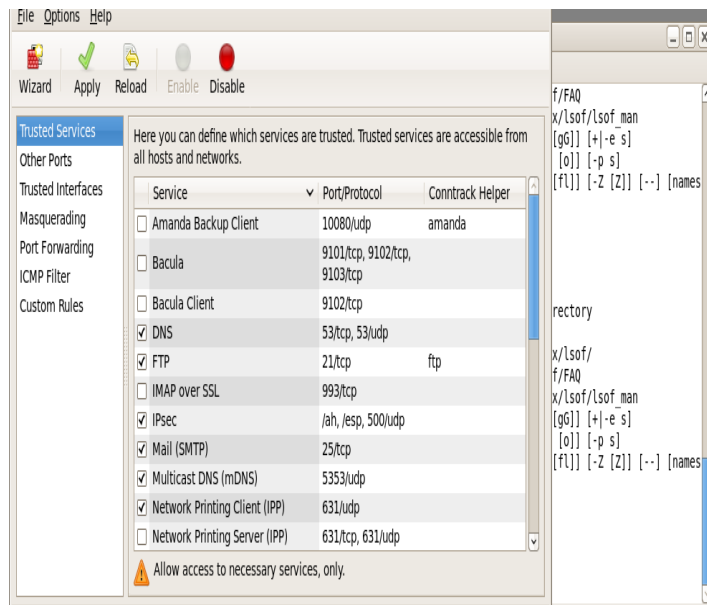 File Options Help
Wizard Apply Reload Enable Disable
Trusted Services
Other Ports
Trusted Interfaces
Masquerading
Port Forwarding
ICMP Filter
Custom Rules
Here you can define which services are trusted. Trusted services are accessible from
all hosts and networks.
Service Port/Protocol Conntrack Helper
Amanda Backup Client 10080/udp amanda
Bacula 9101/tcp, 9102/tcp,
9103/tcp
Bacula Client 9102/tcp
DNS 53/tcp, 53/udp
FTP 21/tcp ftp
IMAP over SSL 993/tcp
IPsec /ah, /esp, 500/udp
Mail (SMTP) 25/tcp
Multicast DNS (mDNS) 5353/udp
Network Printing Client (IPP) 631/udp
Network Printing Server (IPP) 631/tcp, 631/udp
Allow access to necessary services, only.
f/FAQ
x/lsof/lsof_man
[gG]] [+|-e s]
[o]] [-p s]
[fl]] [-Z [Z]] [--] [names
rectory
x/lsof/
f/FAQ
x/lsof/lsof_man
[gG]] [+|-e s]
[o]] [-p s]
[fl]] [-Z [Z]] [--] [names